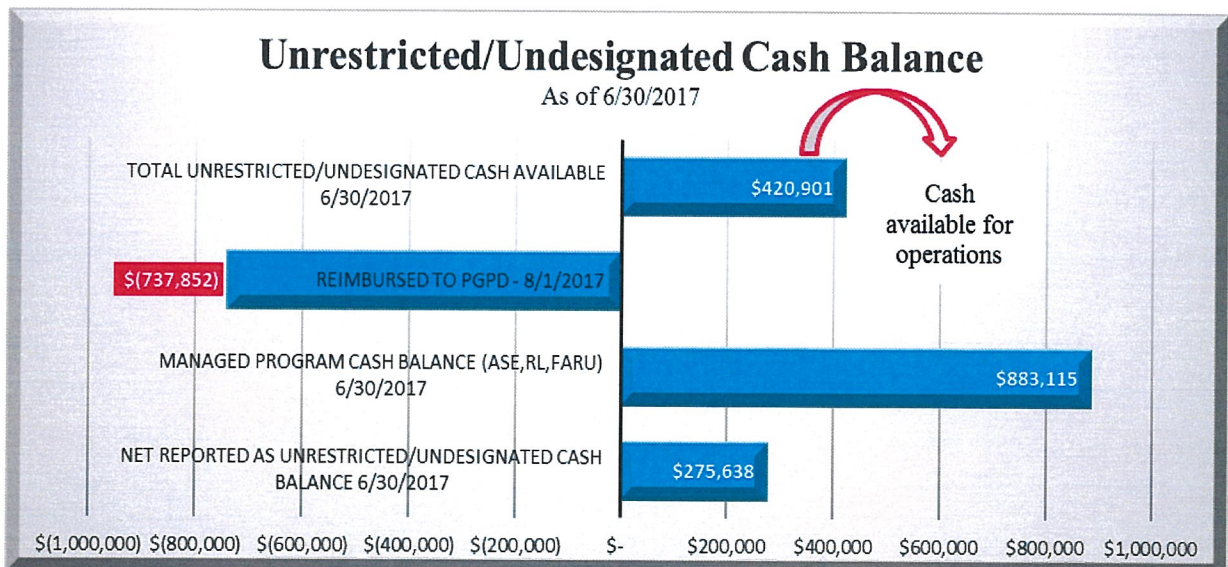 Unrestricted/Undesignated Cash Balance
As of 6/30/2017
TOTAL UNRESTRICTED/UNDESIGNATED CASH AVAILABLE
6/30/2017
$420,901
Cash
available for
operations
$(737,852)
REIMBURSED TO PGPD - 8/1/2017
MANAGED PROGRAM CASH BALANCE (ASE,RL,FARU)
6/30/2017
$883,115
NET REPORTED AS UNRESTRICTED/UNDESIGNATED CASH
BALANCE 6/30/2017
$275,638
$(1,000,000) $(800,000) $(600,000) $(400,000) $(200,000) $- $200,000 $400,000 $600,000 $800,000 $1,000,000